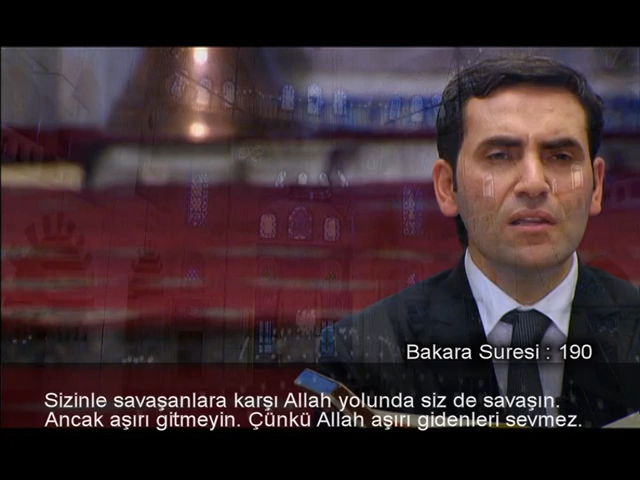 Bakara Suresi : 190
Sizinle savaşanlara karşı Allah yolunda siz de savaşın.
Ancak aşırı gitmeyin. Çünkü Allah aşırı gidenleri sevmez.